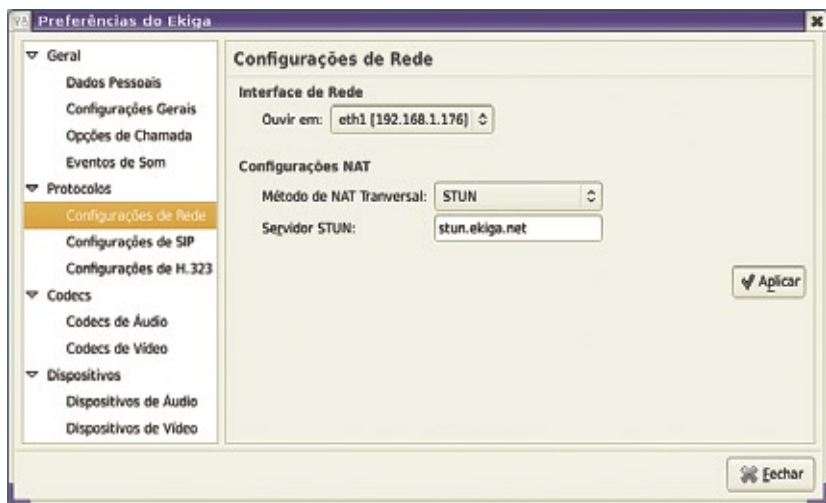 Preferências do Ekiga
Geral
Dados Pessoais
Configurações Gerais
Opções de Chamada
Eventos de Som
Protocolos
Configurações de Rede
Configurações de SIP
Configurações de H.323
Codecs
Codecs de Áudio
Codecs de Vídeo
Dispositivos
Dispositivos de Áudio
Dispositivos de Vídeo
Configurações de Rede
Interface de Rede
Ouvir em: eth1 [192.168.1.176]
Configurações NAT
Método de NAT Tranversal: STUN
Servidor STUN: stun.ekiga.net
Aplicar
Fechar